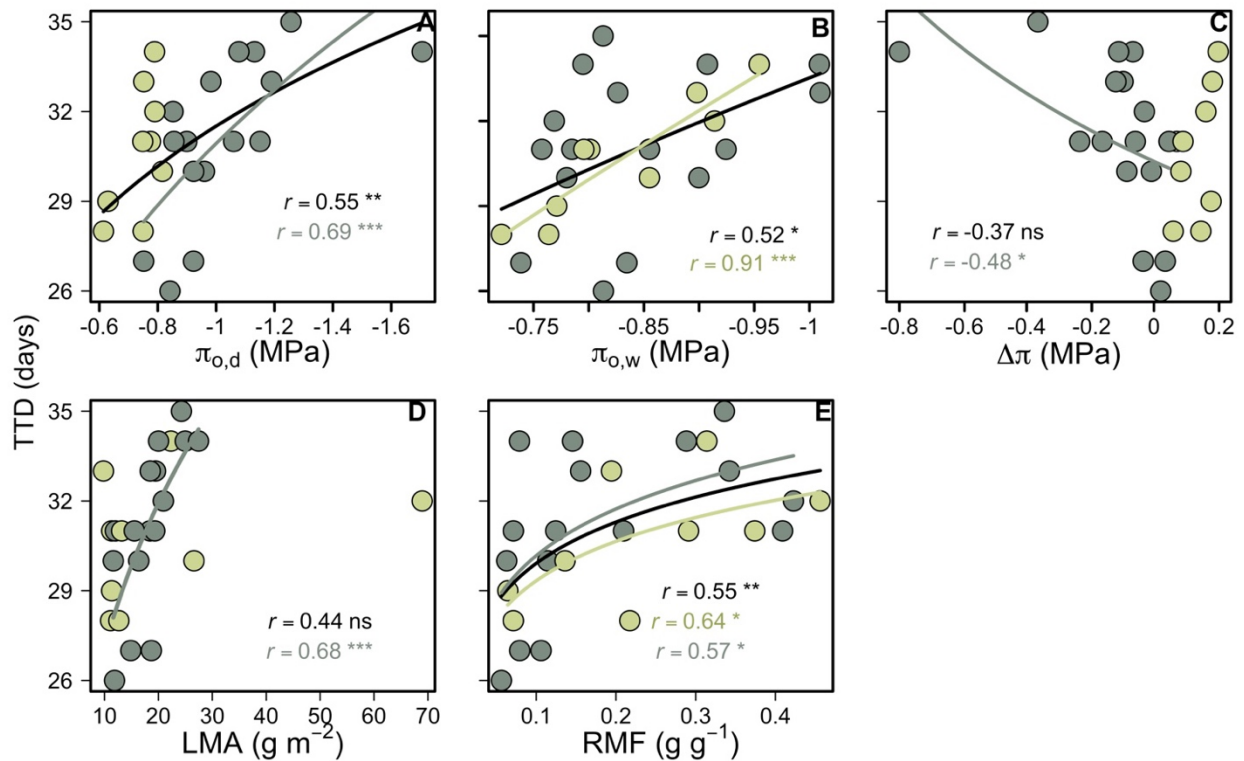 TTD (days)
35
32
29
26
A
r = 0.55 **
r = 0.69 ***
-0.6 -0.8 -1 -1.2 -1.4 -1.6
πo,d (MPa)
B
r = 0.52 *
r = 0.91 ***
-0.75 -0.85 -0.95 -1
πo,w (MPa)
C
r = -0.37 ns
r = -0.48 *
-0.8 -0.6 -0.4 -0.2 0 0.2
Δπ (MPa)
35
32
29
26
D
r = 0.44 ns
r = 0.68 ***
10 20 30 40 50 60 70
LMA (g m⁻²)
E
r = 0.55 **
r = 0.64 *
r = 0.57 *
0.1 0.2 0.3 0.4
RMF (g g⁻¹)